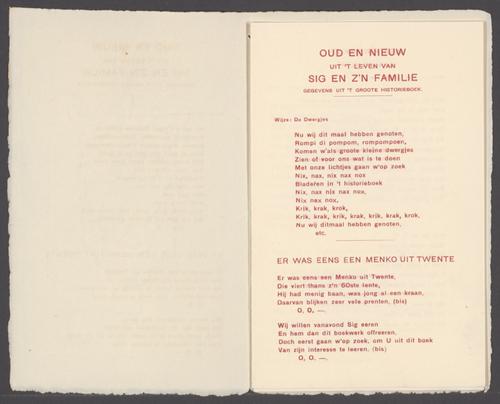 OUD EN NIEUW
UIT 'T LEVEN VAN
SIG EN Z'N FAMILIE
GEGEVENS UIT 'T GROOTE HISTORIEBOEK.
Wijze: De Dwergjes
Nu wij dit maal hebben genoten,
Rompi di pompom, rompompoen,
Komen w'als groote kleine dwergjes
Zien of voor ons wat is te doen
Met onze lichtjes gaan w'op zoek
Nix, nax, nix nax nox
Bladeren in 't historieboek
Nix, nax nix nax nox,
Nix nax nox,
Krik, krak, krok,
Krik, krak, krik, krak, krik, krak, krok,
Nu wij ditmaal hebben genoten,
etc.
ER WAS EENS EEN MENKO UIT TWENTE
Er was eens een Menko uit Twente,
Die viert thans z'n 60ste lente,
Hij had menig baan, was jong al een kraan,
Daarvan blijken zeer vele prenten, (bis)
O, O, —.
Wij willen vanavond Sig eeren
En hem dan dit boekwerk offreeren,
Doch eerst gaan w'op zoek, om U uit dit boek
Van zijn interesse te leeren. (bis)
O, O, —.